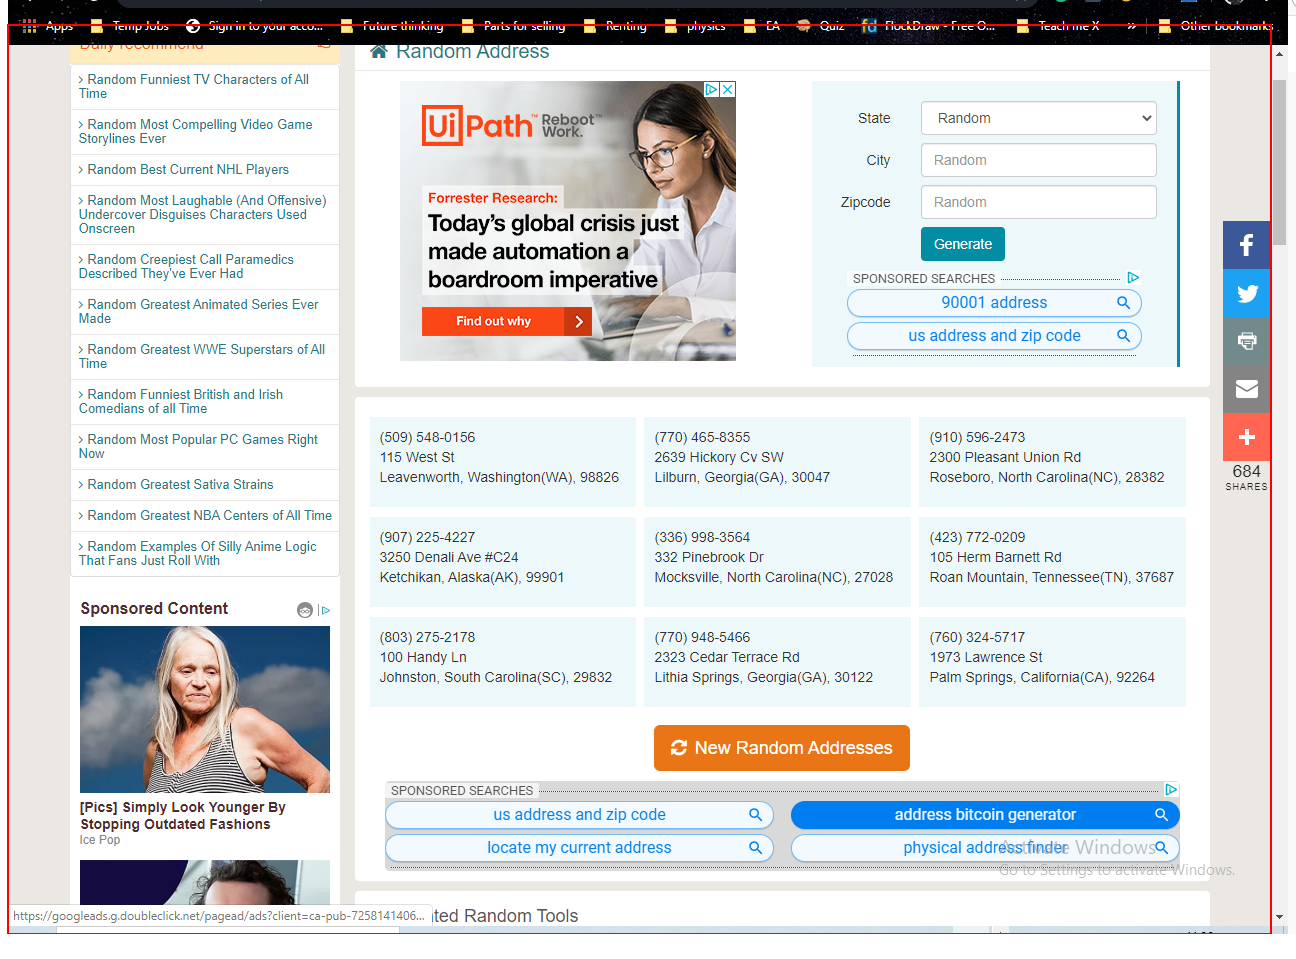 Apps
Temp Jobs
Sign in to your acco...
Future thinking
Parts for selling
Renting
physics
EA
Quiz
FlockDraw - Free O...
Teach me X
»
Other bookmarks
Daily recommend
Random Address
> Random Funniest TV Characters of All
Time
> Random Most Compelling Video Game
Storylines Ever
> Random Best Current NHL Players
> Random Most Laughable (And Offensive)
Undercover Disguises Characters Used
Onscreen
> Random Creepiest Call Paramedics
Described They've Ever Had
> Random Greatest Animated Series Ever
Made
> Random Greatest WWE Superstars of All
Time
> Random Funniest British and Irish
Comedians of all Time
> Random Most Popular PC Games Right
Now
> Random Greatest Sativa Strains
> Random Greatest NBA Centers of All Time
> Random Examples Of Silly Anime Logic
That Fans Just Roll With
Sponsored Content
[Pics] Simply Look Younger By
Stopping Outdated Fashions
Ice Pop
UiPath™ Reboot
Work.™
Forrester Research:
Today's global crisis just
made automation a
boardroom imperative
Find out why
State
Random
City
Random
Zipcode
Random
Generate
SPONSORED SEARCHES
90001 address
us address and zip code
684
SHARES
(509) 548-0156
115 West St
Leavenworth, Washington(WA), 98826
(770) 465-8355
2639 Hickory Cv SW
Lilburn, Georgia(GA), 30047
(910) 596-2473
2300 Pleasant Union Rd
Roseboro, North Carolina(NC), 28382
(907) 225-4227
3250 Denali Ave #C24
Ketchikan, Alaska(AK), 99901
(336) 998-3564
332 Pinebrook Dr
Mocksville, North Carolina(NC), 27028
(423) 772-0209
105 Herm Barnett Rd
Roan Mountain, Tennessee(TN), 37687
(803) 275-2178
100 Handy Ln
Johnston, South Carolina(SC), 29832
(770) 948-5466
2323 Cedar Terrace Rd
Lithia Springs, Georgia(GA), 30122
(760) 324-5717
1973 Lawrence St
Palm Springs, California(CA), 92264
New Random Addresses
SPONSORED SEARCHES
us address and zip code
address bitcoin generator
locate my current address
physical address finder
Activate Windows
Go to Settings to activate Windows.
https://googleads.g.doubleclick.net/pagead/ads?client=ca-pub-7258141406...
ted Random Tools